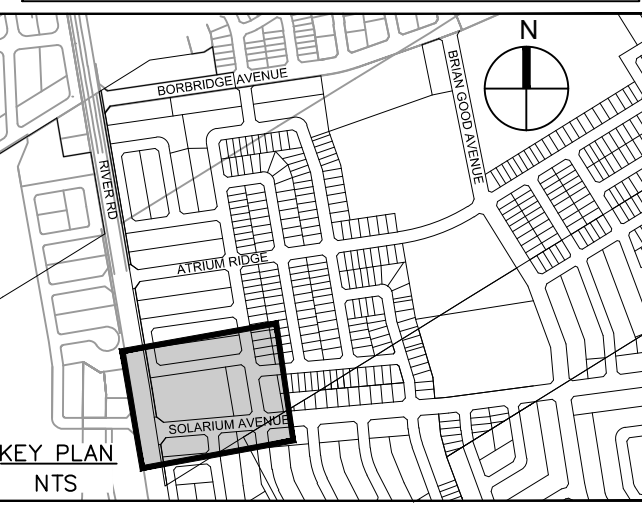 N
BORBRIDGE AVENUE
BRIAN GOOD AVENUE
RIVER RD
ATRIUM RIDGE
SOLARIUM AVENUE
KEY PLAN
NTS